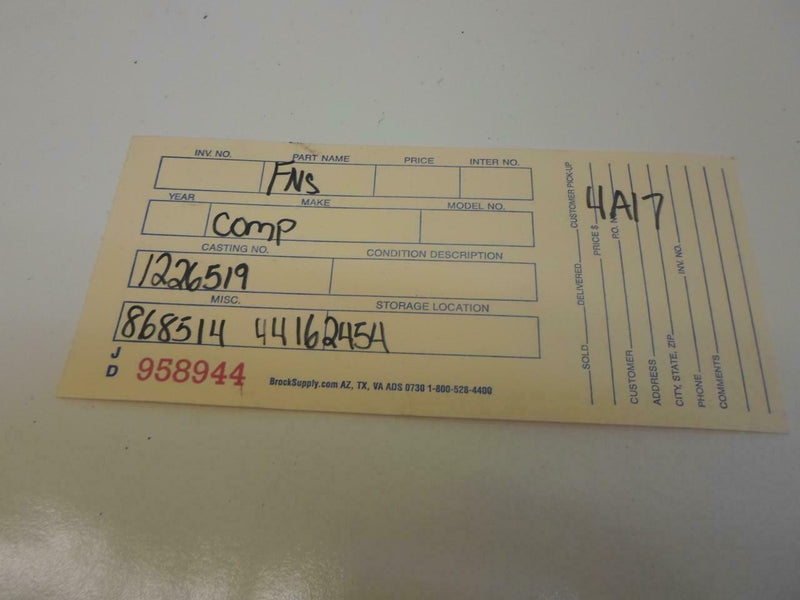 INV. NO. PART NAME PRICE INTER NO.
FNS
YEAR MAKE MODEL NO.
COMP
CASTING NO. CONDITION DESCRIPTION
1226519
MISC. STORAGE LOCATION
868514 44162454
JD 958944
BrockSupply.com AZ, TX, VA ADS 0730 1-800-528-4400
SOLD DELIVERED CUSTOMER PICK-UP
PRICE $ P.O. N
4A17
CUSTOMER
ADDRESS
CITY, STATE, ZIP INV. NO.
PHONE
COMMENTS